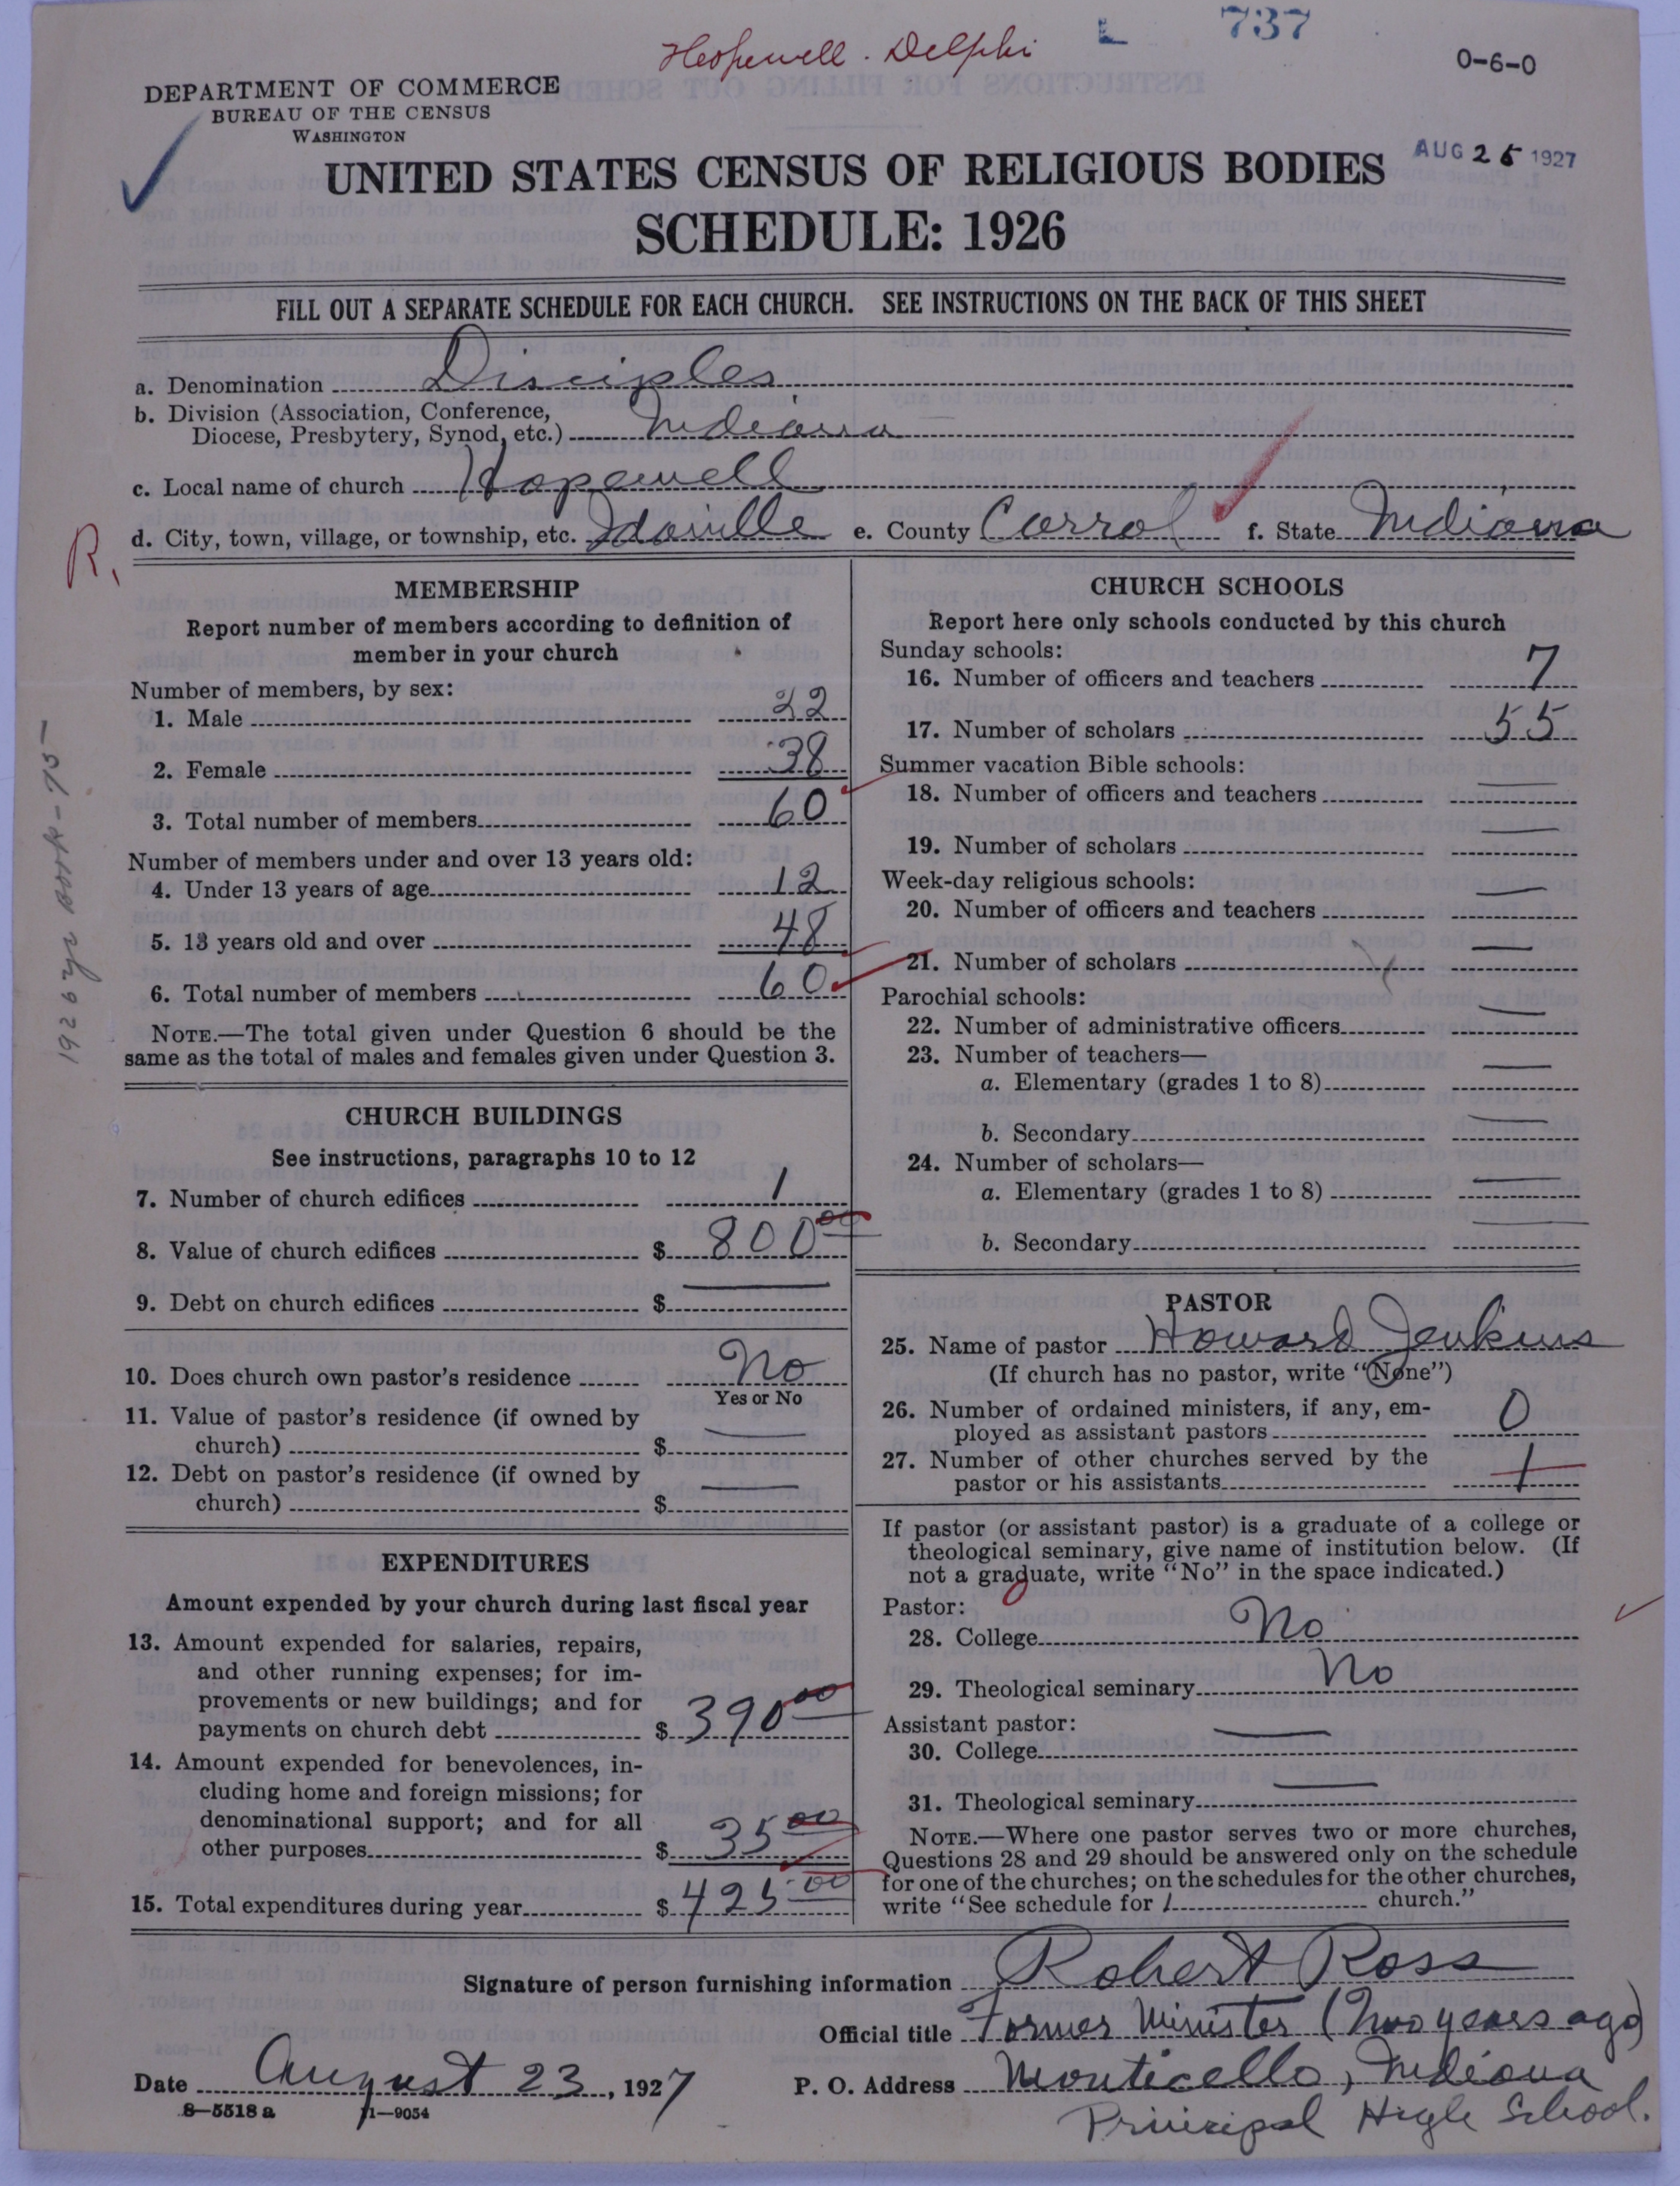 Hopewell - Delphi
L 737
0-6-0
DEPARTMENT OF COMMERCE
BUREAU OF THE CENSUS
WASHINGTON
AUG 25 1927
UNITED STATES CENSUS OF RELIGIOUS BODIES
SCHEDULE: 1926
FILL OUT A SEPARATE SCHEDULE FOR EACH CHURCH. SEE INSTRUCTIONS ON THE BACK OF THIS SHEET
a. Denomination Disciples
b. Division (Association, Conference,
Diocese, Presbytery, Synod, etc.) Indiana
c. Local name of church Hopewell
d. City, town, village, or township, etc. Idaville e. County Carrol f. State Indiana
R.
1926 yr book - 75
MEMBERSHIP
Report number of members according to definition of
member in your church
Number of members, by sex:
1. Male 22
2. Female 38
3. Total number of members 60
Number of members under and over 13 years old:
4. Under 13 years of age 12
5. 13 years old and over 48
6. Total number of members 60
NOTE.—The total given under Question 6 should be the
same as the total of males and females given under Question 3.
CHURCH BUILDINGS
See instructions, paragraphs 10 to 12
7. Number of church edifices 1
8. Value of church edifices $ 800 00
9. Debt on church edifices $ —
10. Does church own pastor's residence No
Yes or No
11. Value of pastor's residence (if owned by
church) $ —
12. Debt on pastor's residence (if owned by
church) $ —
EXPENDITURES
Amount expended by your church during last fiscal year
13. Amount expended for salaries, repairs,
and other running expenses; for im-
provements or new buildings; and for
payments on church debt $ 390 00
14. Amount expended for benevolences, in-
cluding home and foreign missions; for
denominational support; and for all
other purposes $ 35 00
15. Total expenditures during year $ 425 00
CHURCH SCHOOLS
Report here only schools conducted by this church
Sunday schools:
16. Number of officers and teachers 7
17. Number of scholars 55
Summer vacation Bible schools:
18. Number of officers and teachers
19. Number of scholars —
Week-day religious schools:
20. Number of officers and teachers —
21. Number of scholars —
Parochial schools:
22. Number of administrative officers —
23. Number of teachers—
a. Elementary (grades 1 to 8) —
b. Secondary —
24. Number of scholars—
a. Elementary (grades 1 to 8) —
b. Secondary —
PASTOR
25. Name of pastor Howard Jenkins
(If church has no pastor, write "None")
26. Number of ordained ministers, if any, em-
ployed as assistant pastors 0
27. Number of other churches served by the
pastor or his assistants 1
If pastor (or assistant pastor) is a graduate of a college or
theological seminary, give name of institution below. (If
not a graduate, write "No" in the space indicated.)
Pastor:
28. College No
29. Theological seminary No
Assistant pastor:
30. College —
31. Theological seminary —
NOTE.—Where one pastor serves two or more churches,
Questions 28 and 29 should be answered only on the schedule
for one of the churches; on the schedules for the other churches,
write "See schedule for 1 church."
Signature of person furnishing information Robert Ross
Official title Former Minister (Two years ago)
Date August 23, 1927 P. O. Address Monticello, Indiana
8—5518 a 11—9054
Principal High School.